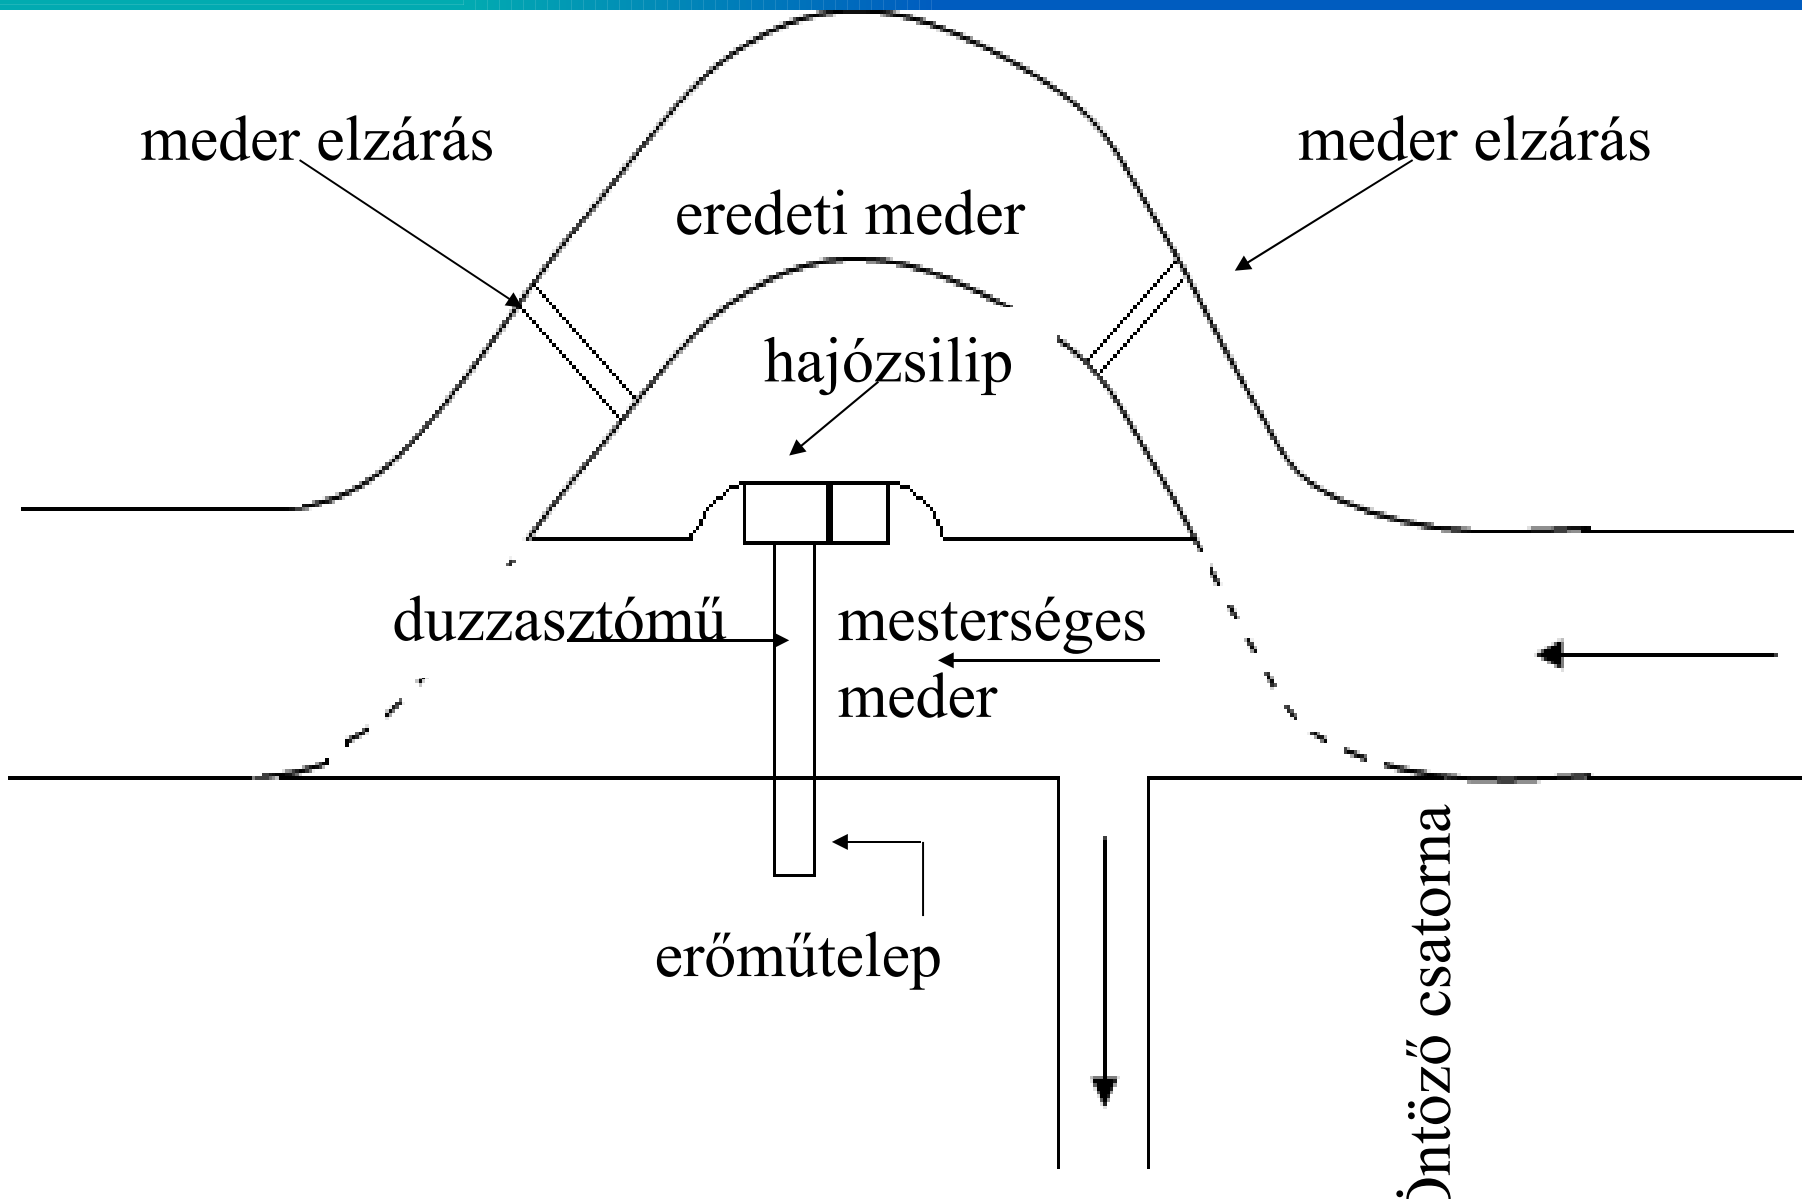 meder elzárás
meder elzárás
eredeti meder
hajózsilip
duzzasztómű
mesterséges
meder
erőműtelep
Öntöző csatorna